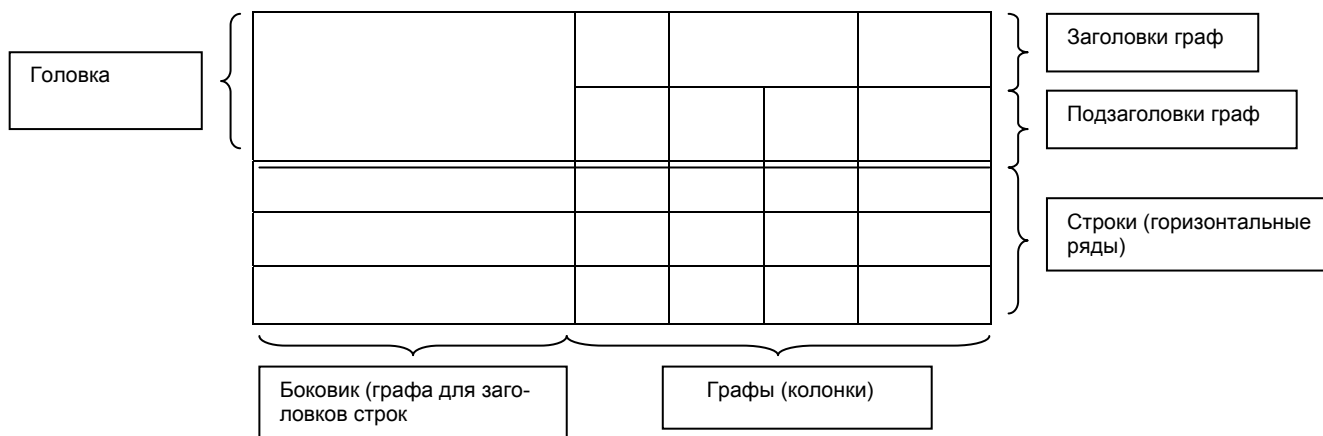 Заголовки граф
Головка
Подзаголовки граф
Строки (горизонтальные
ряды)
Боковик (графа для заго-
ловков строк
Графы (колонки)